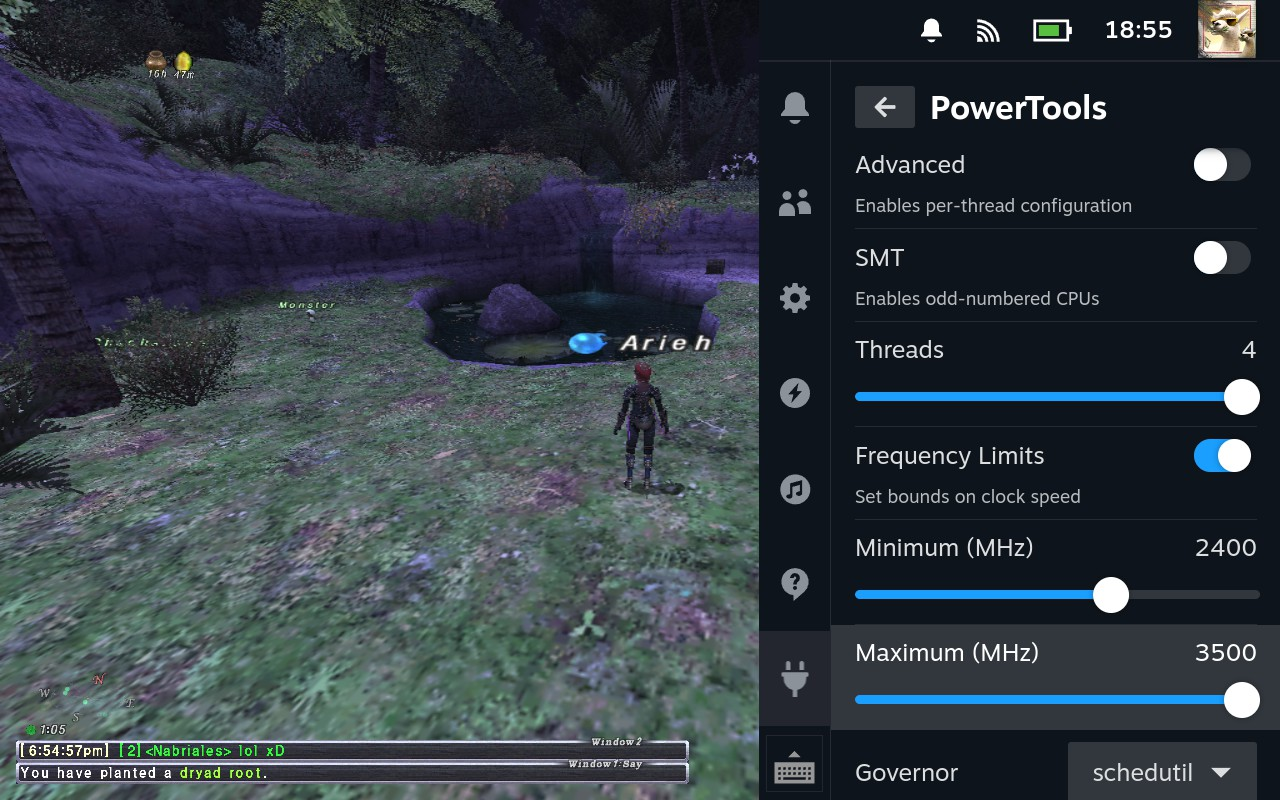 16h 47m
Monster
Arieh
W N
S E
1:05
Window2
[6:54:57pm] [2]<Nabriales> lol xD
Window1:Say
You have planted a dryad root.
18:55
PowerTools
Advanced
Enables per-thread configuration
SMT
Enables odd-numbered CPUs
Threads 4
Frequency Limits
Set bounds on clock speed
Minimum (MHz) 2400
Maximum (MHz) 3500
Governor schedutil